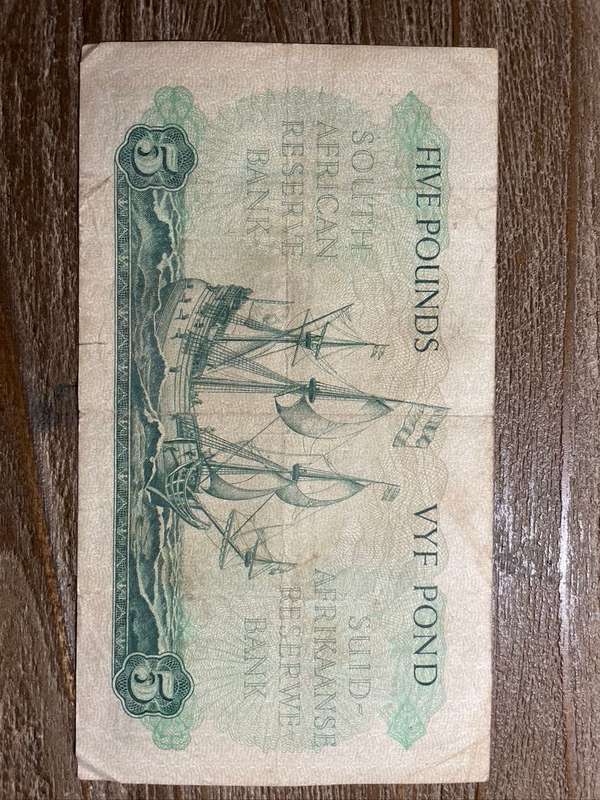 FIVE POUNDS
VYF POND
SOUTH
AFRICAN
RESERVE
BANK
SUID-
AFRIKAANSE
RESERWE-
BANK
5
5